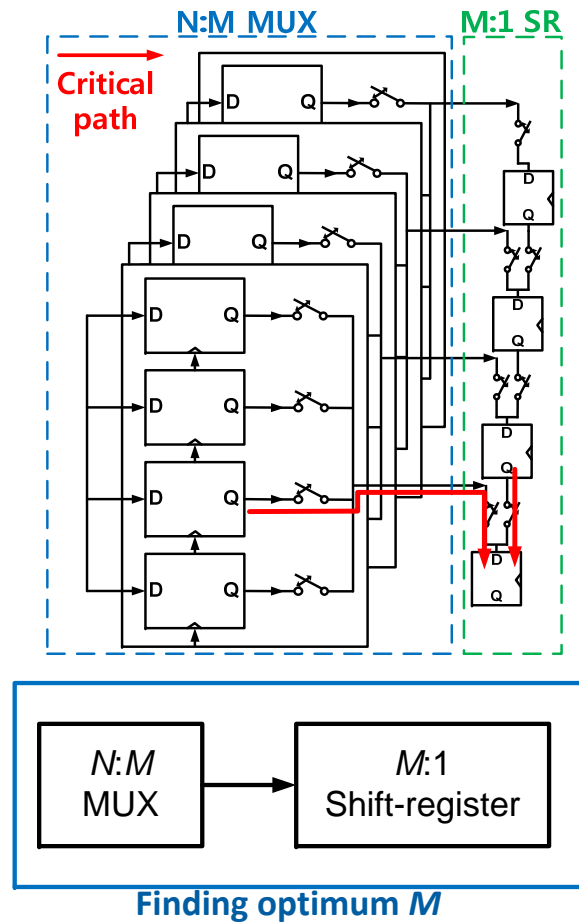 N:M MUX
M:1 SR
Critical
path
D Q
D Q
D Q
D Q
D Q
D Q
D Q
D
Q
D
Q
D
Q
D
Q
N:M
MUX
M:1
Shift-register
Finding optimum M